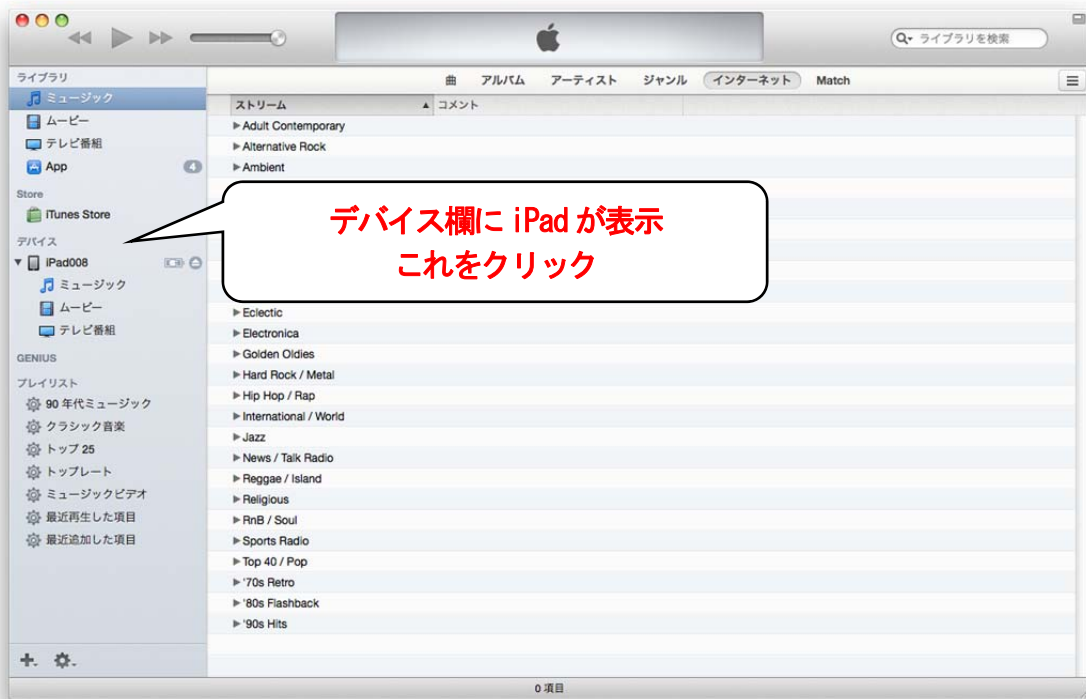 ライブラリを検索
ライブラリ
ミュージック
ムービー
テレビ番組
App 4
Store
iTunes Store
デバイス
iPad008
ミュージック
ムービー
テレビ番組
GENIUS
プレイリスト
90 年代ミュージック
クラシック音楽
トップ 25
トップレート
ミュージックビデオ
最近再生した項目
最近追加した項目
曲 アルバム アーティスト ジャンル インターネット Match
ストリーム コメント
Adult Contemporary
Alternative Rock
Ambient
デバイス欄に iPad が表示
これをクリック
Eclectic
Electronica
Golden Oldies
Hard Rock / Metal
Hip Hop / Rap
International / World
Jazz
News / Talk Radio
Reggae / Island
Religious
RnB / Soul
Sports Radio
Top 40 / Pop
'70s Retro
'80s Flashback
'90s Hits
0 項目